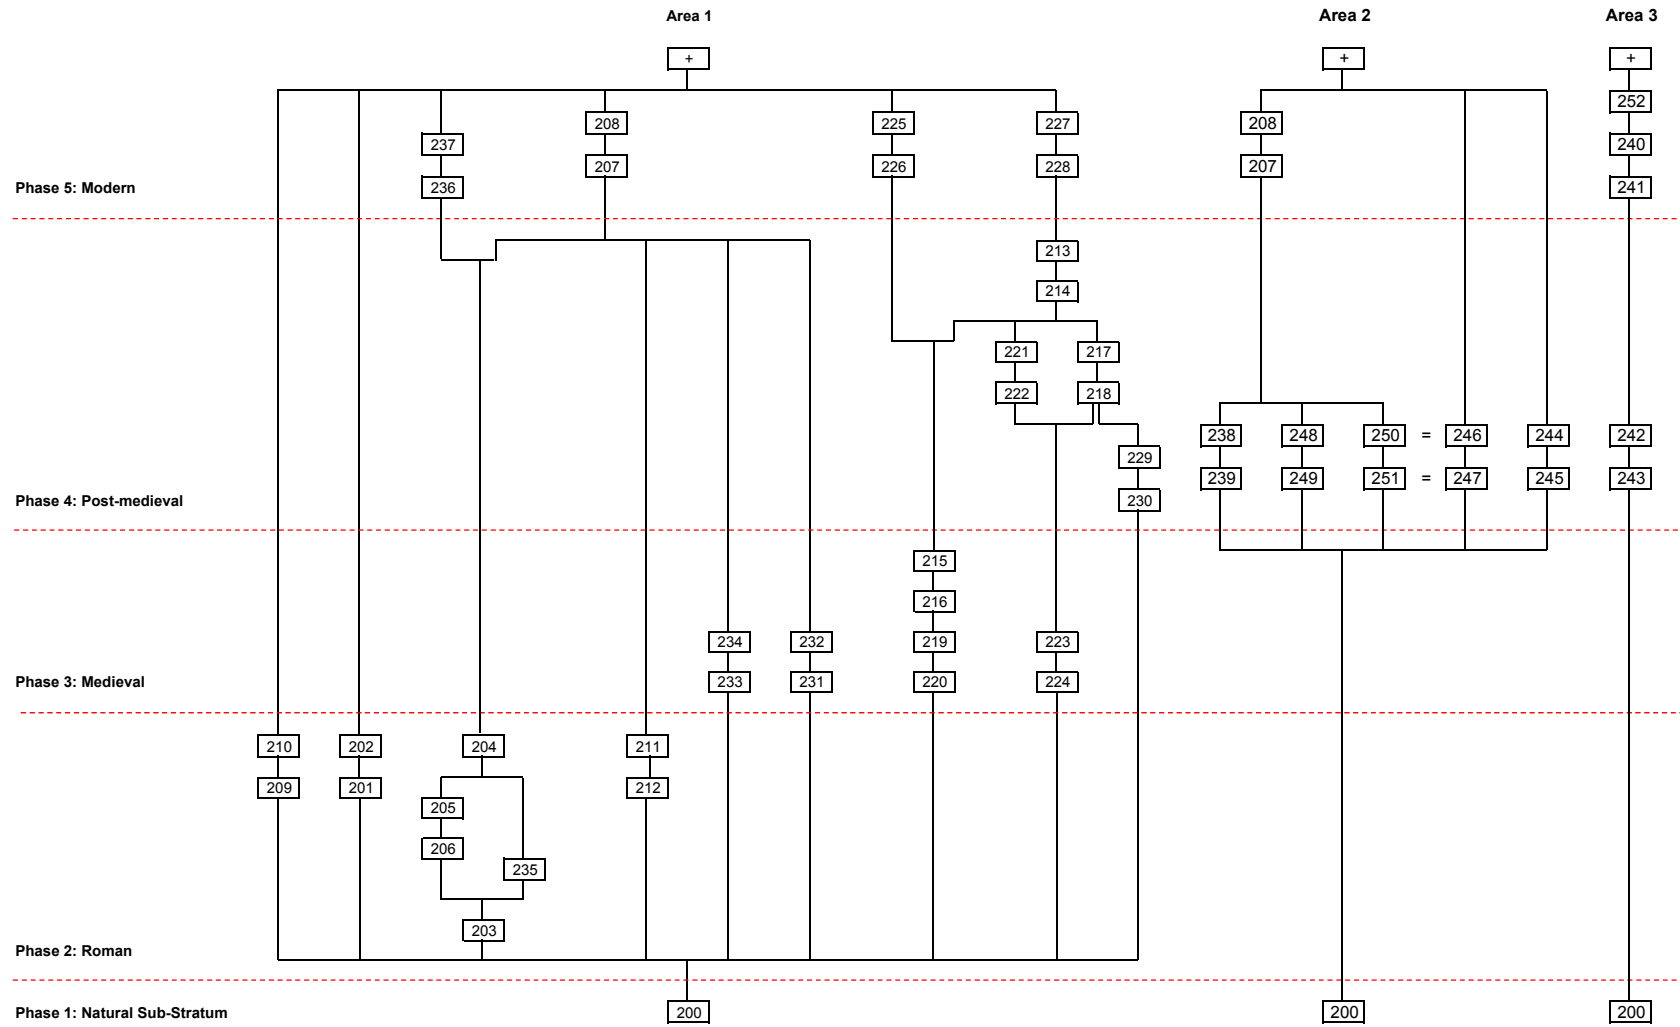 Area 1 Area 2 Area 3
+ + +
252
208 225 227 208
237 240
207 226 228 207
Phase 5: Modern 236 241
213
214
221 217
222 218
238 248 250 = 246 244 242
229
239 249 251 = 247 245 243
Phase 4: Post-medieval 230
215
216
234 232 219 223
Phase 3: Medieval 233 231 220 224
210 202 204 211
209 201 212
205
206
235
203
Phase 2: Roman
Phase 1: Natural Sub-Stratum 200 200 200